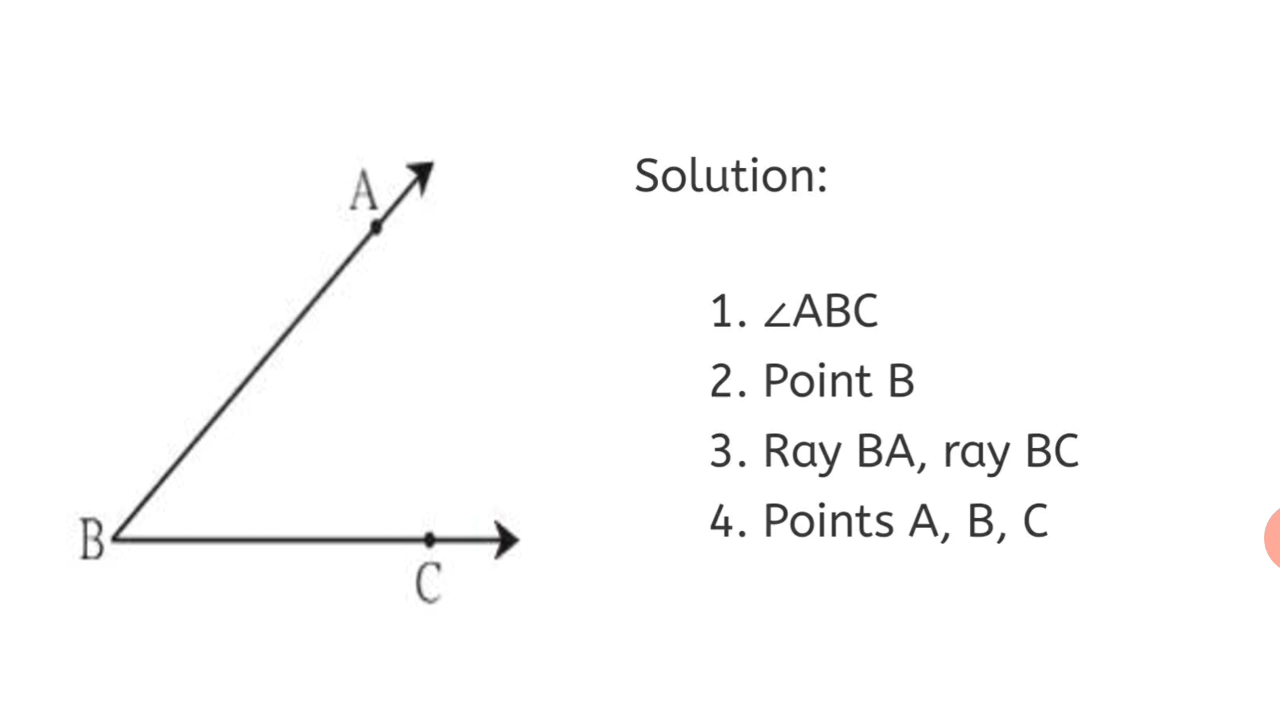 A
B
C
Solution:
1. ∠ABC
2. Point B
3. Ray BA, ray BC
4. Points A, B, C